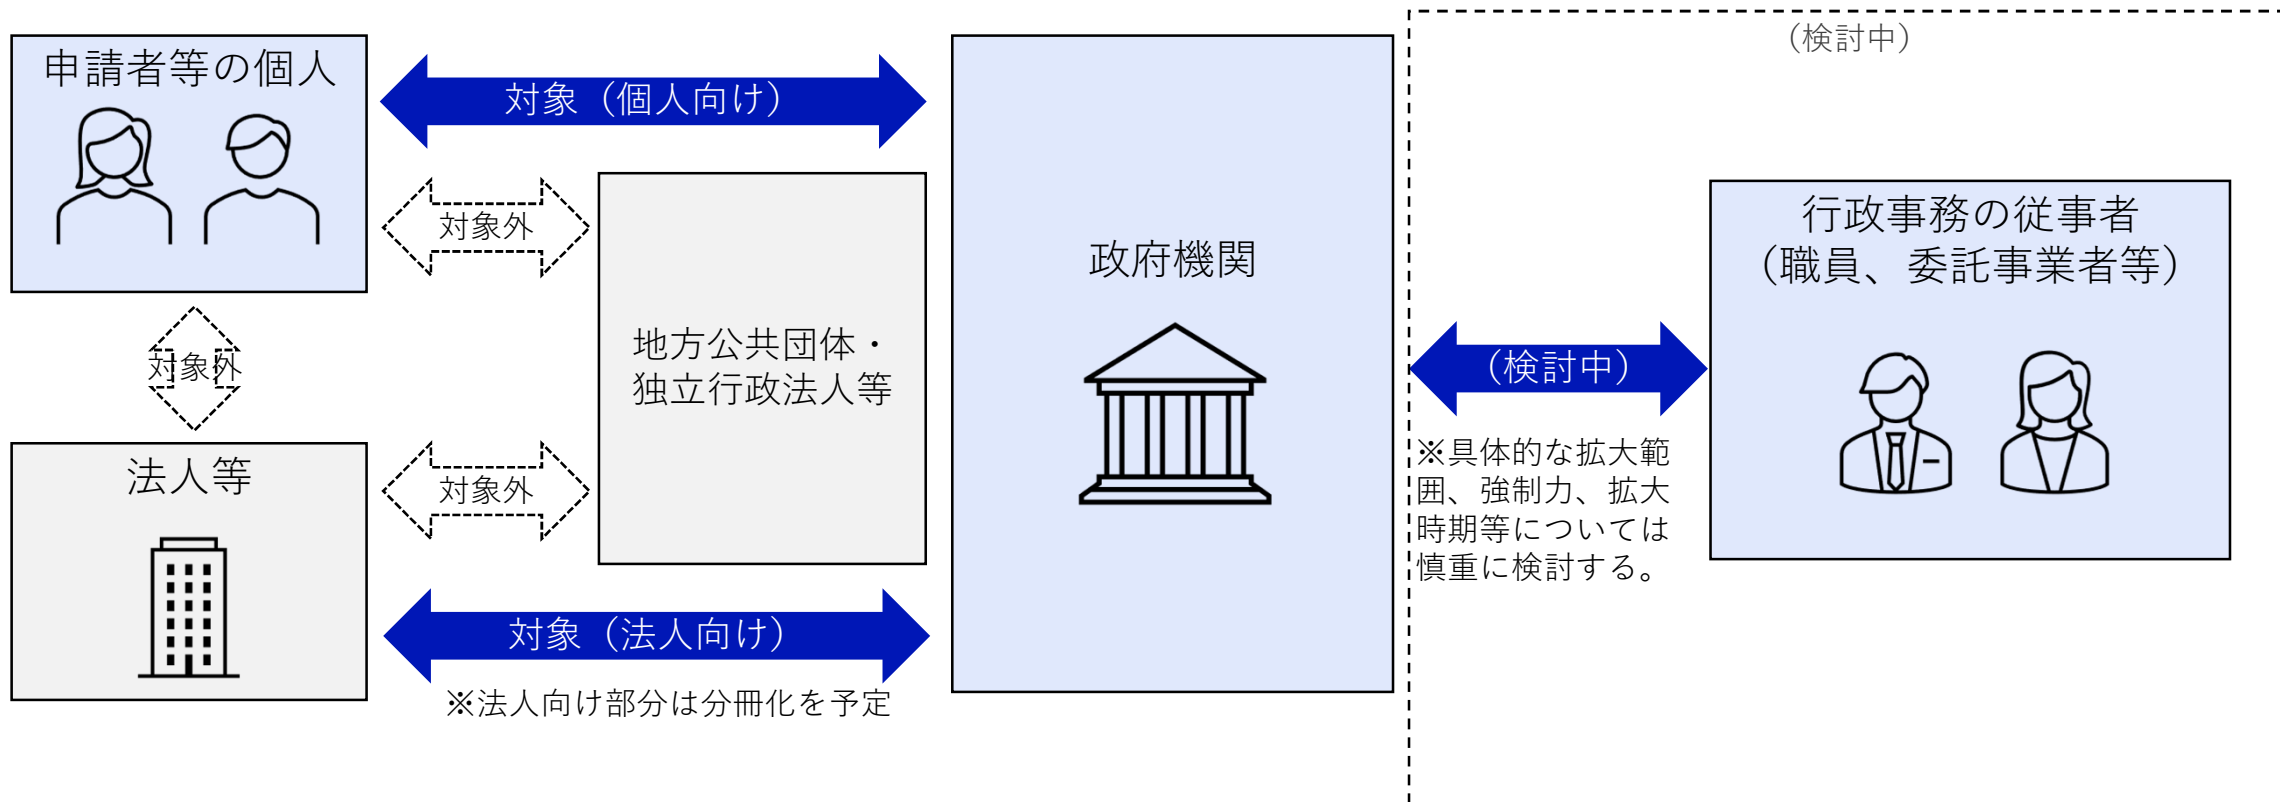 申請者等の個人
対象（個人向け）
対象外
対象外
法人等
対象外
対象（法人向け）
※法人向け部分は分冊化を予定
地方公共団体・
独立行政法人等
政府機関
（検討中）
（検討中）
※具体的な拡大範
囲、強制力、拡大
時期等については
慎重に検討する。
行政事務の従事者
（職員、委託事業者等）